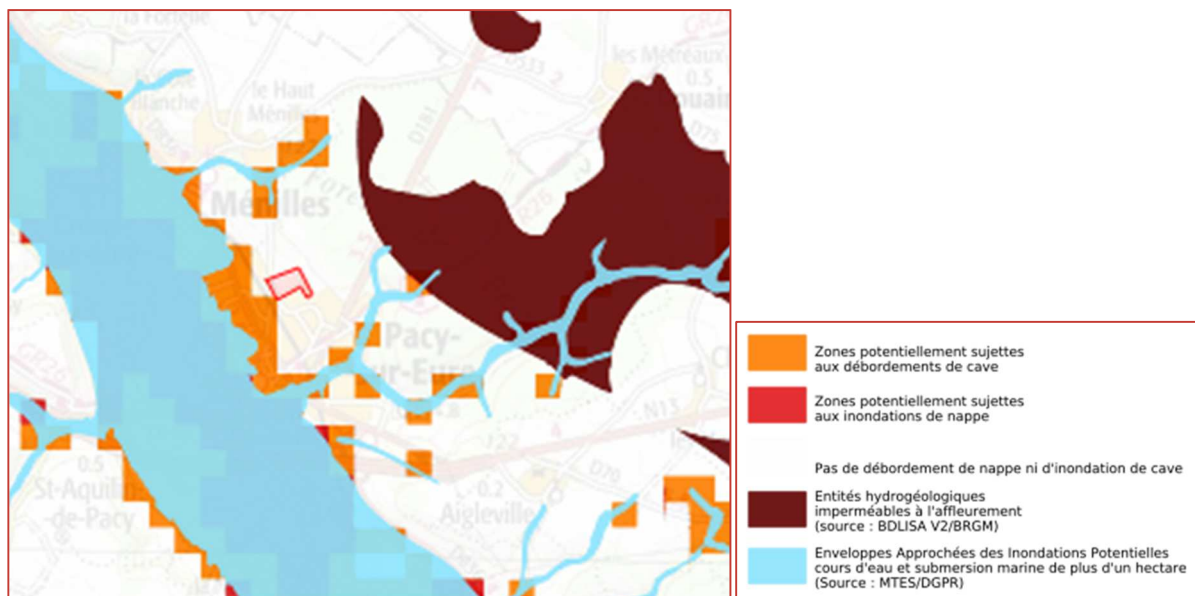 le Haut
Ménilles
D181
Ménilles
Pacy-
sur-Eure
N13
D70
0.5
St-Aquilin-
de-Pacy
0.2
Aigleville
les Métreaux
0.5
D75
D533
GR26
Zones potentiellement sujettes
aux débordements de cave
Zones potentiellement sujettes
aux inondations de nappe
Pas de débordement de nappe ni d'inondation de cave
Entités hydrogéologiques
imperméables à l'affleurement
(source : BDLISA V2/BRGM)
Enveloppes Approchées des Inondations Potentielles
cours d'eau et submersion marine de plus d'un hectare
(Source : MTES/DGPR)